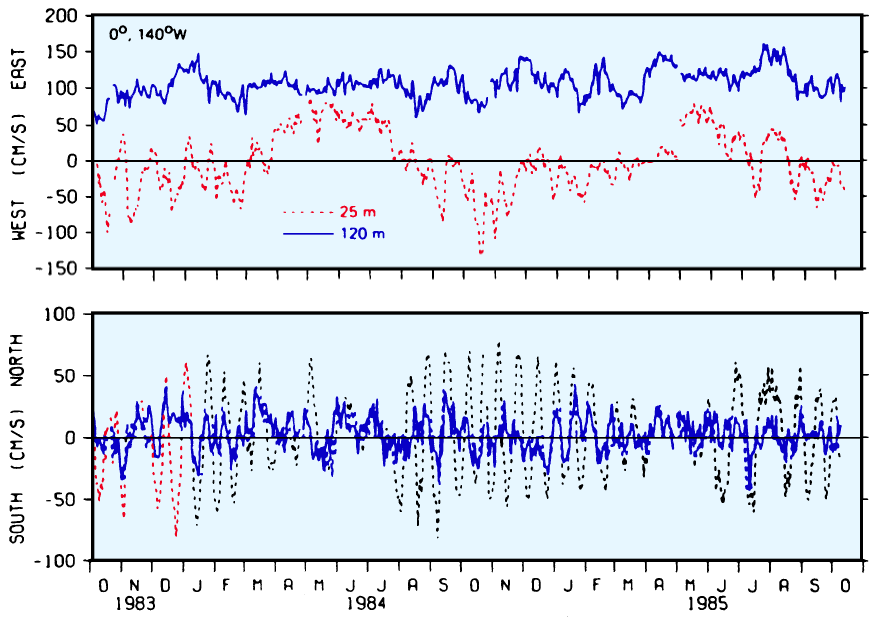 200
150
100
50
0
-50
-100
-150
WEST (CM/S) EAST
0°, 140°W
25 m
120 m
100
50
0
-50
-100
SOUTH (CM/S) NORTH
O N D J F M A M J J A S O N D J F M A M J J A S O
1983 1984 1985